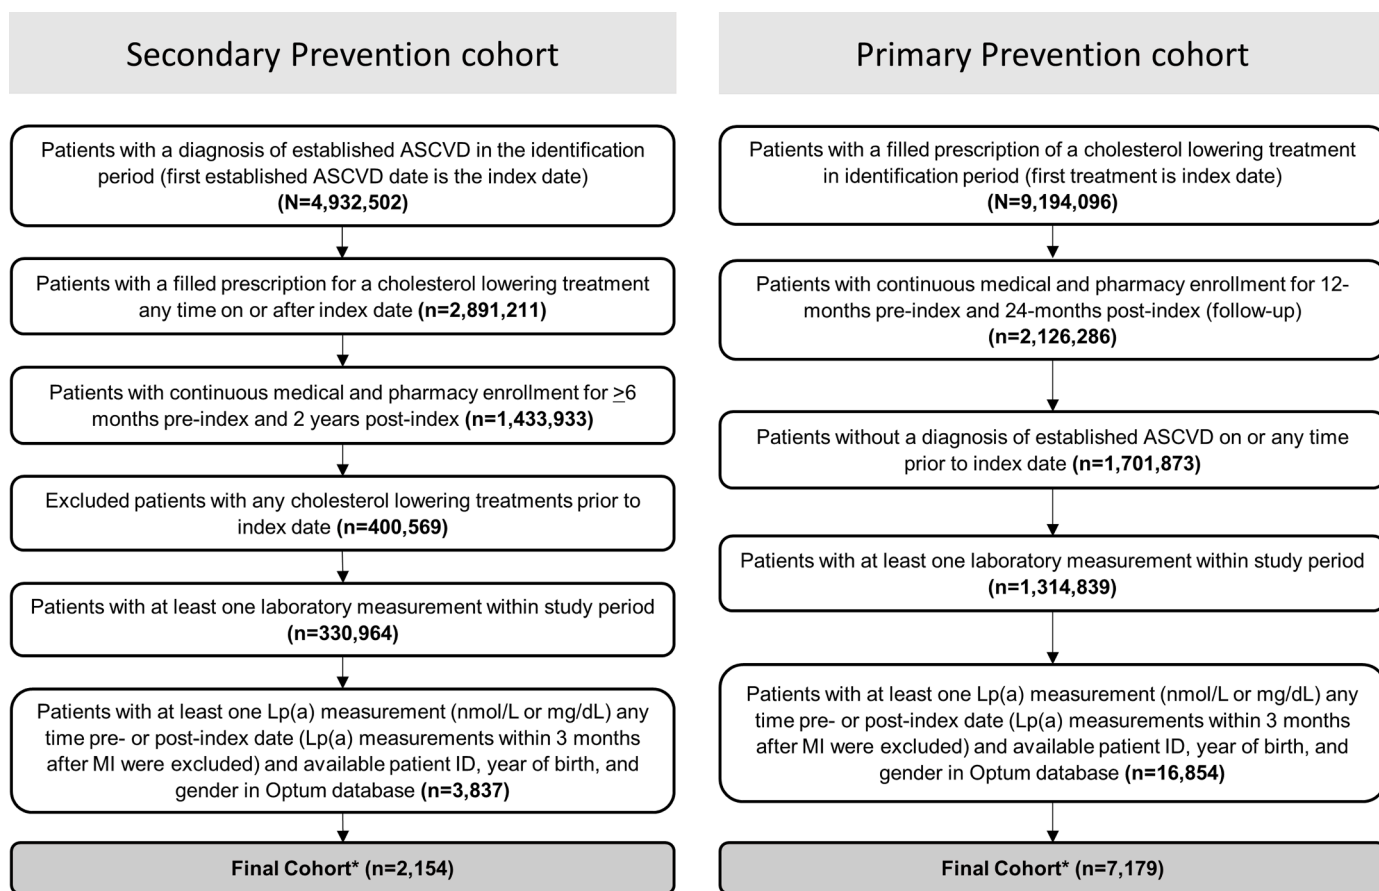 Secondary Prevention cohort
Patients with a diagnosis of established ASCVD in the identification
period (first established ASCVD date is the index date)
(N=4,932,502)
Patients with a filled prescription for a cholesterol lowering treatment
any time on or after index date (n=2,891,211)
Patients with continuous medical and pharmacy enrollment for ≥6
months pre-index and 2 years post-index (n=1,433,933)
Excluded patients with any cholesterol lowering treatments prior to
index date (n=400,569)
Patients with at least one laboratory measurement within study period
(n=330,964)
Patients with at least one Lp(a) measurement (nmol/L or mg/dL) any
time pre- or post-index date (Lp(a) measurements within 3 months
after MI were excluded) and available patient ID, year of birth, and
gender in Optum database (n=3,837)
Final Cohort* (n=2,154)
Primary Prevention cohort
Patients with a filled prescription of a cholesterol lowering treatment
in identification period (first treatment is index date)
(N=9,194,096)
Patients with continuous medical and pharmacy enrollment for 12-
months pre-index and 24-months post-index (follow-up)
(n=2,126,286)
Patients without a diagnosis of established ASCVD on or any time
prior to index date (n=1,701,873)
Patients with at least one laboratory measurement within study period
(n=1,314,839)
Patients with at least one Lp(a) measurement (nmol/L or mg/dL) any
time pre- or post-index date (Lp(a) measurements within 3 months
after MI were excluded) and available patient ID, year of birth, and
gender in Optum database (n=16,854)
Final Cohort* (n=7,179)